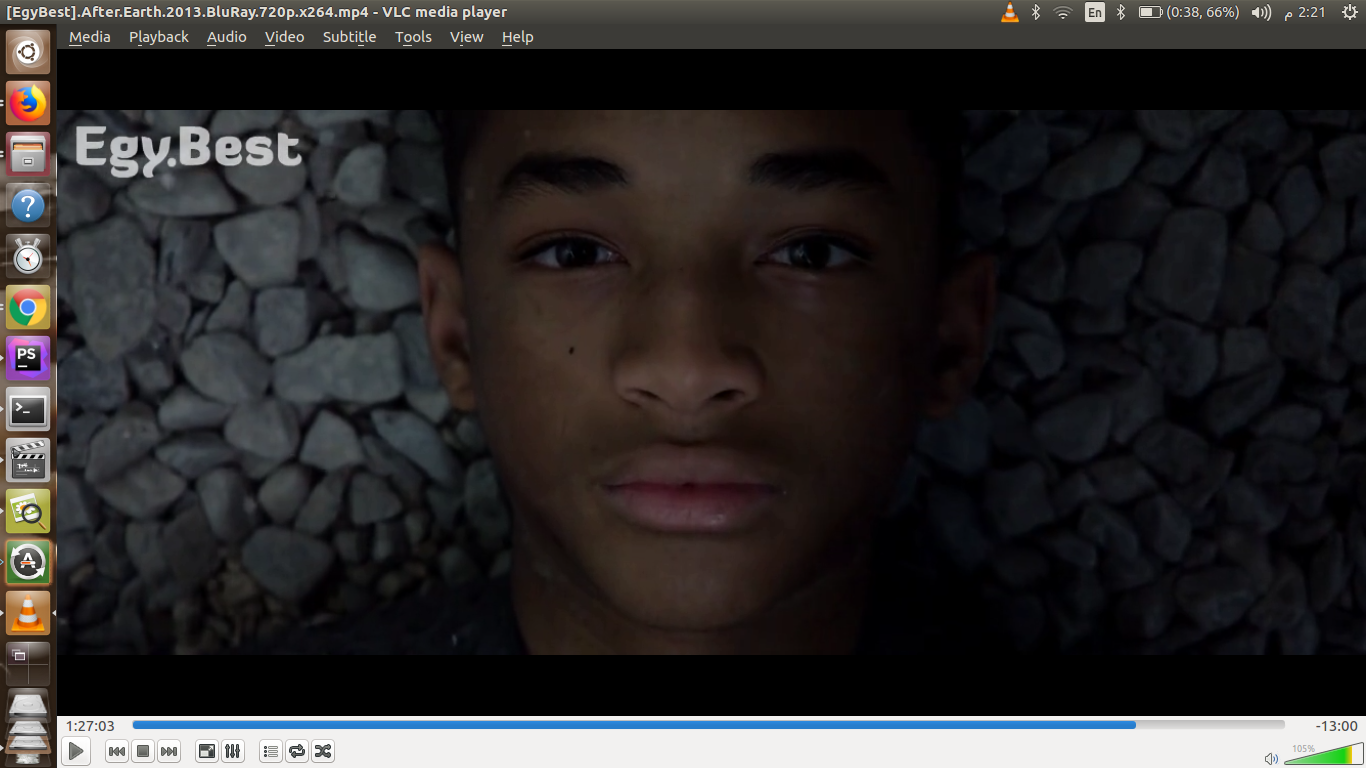 [EgyBest].After.Earth.2013.BluRay.720p.x264.mp4 - VLC media player
En
(0:38, 66%)
2:21 م
Media Playback Audio Video Subtitle Tools View Help
Egy.Best
PS
>_
A
1:27:03
-13:00
105%